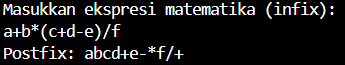 Masukkan ekspresi matematika (infix):
a+b*(c+d-e)/f
Postfix: abcd+e-*f/+